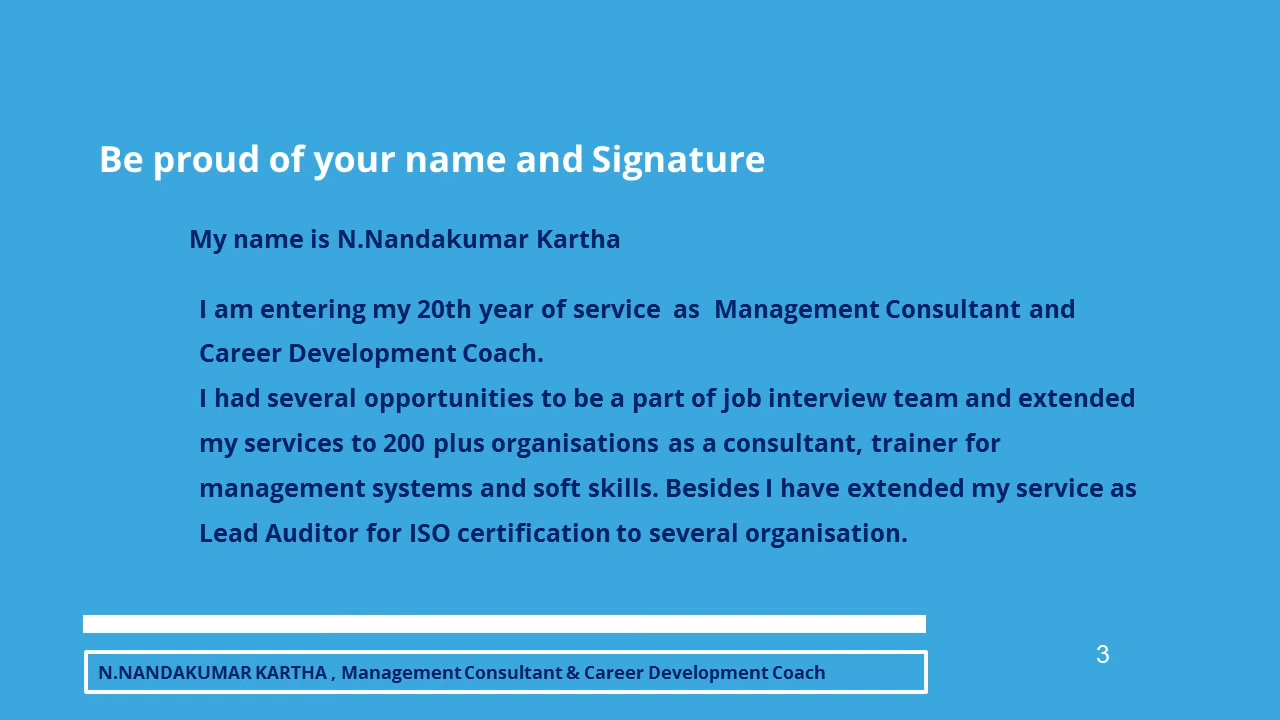 Be proud of your name and Signature
My name is N.Nandakumar Kartha
I am entering my 20th year of service as Management Consultant and
Career Development Coach.
I had several opportunities to be a part of job interview team and extended
my services to 200 plus organisations as a consultant, trainer for
management systems and soft skills. Besides I have extended my service as
Lead Auditor for ISO certification to several organisation.
N.NANDAKUMAR KARTHA , Management Consultant & Career Development Coach
3